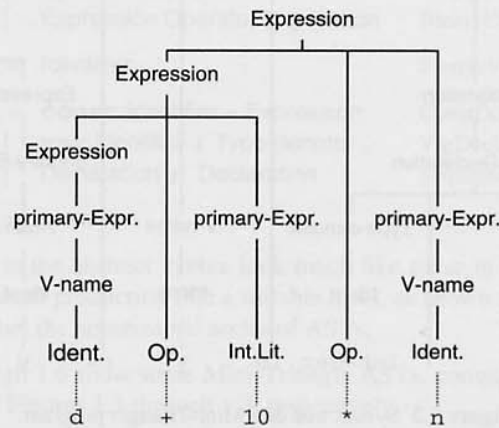 Expression
Expression
Expression
primary-Expr. primary-Expr. primary-Expr.
V-name V-name
Ident. Op. Int.Lit. Op. Ident.
d + 10 * n